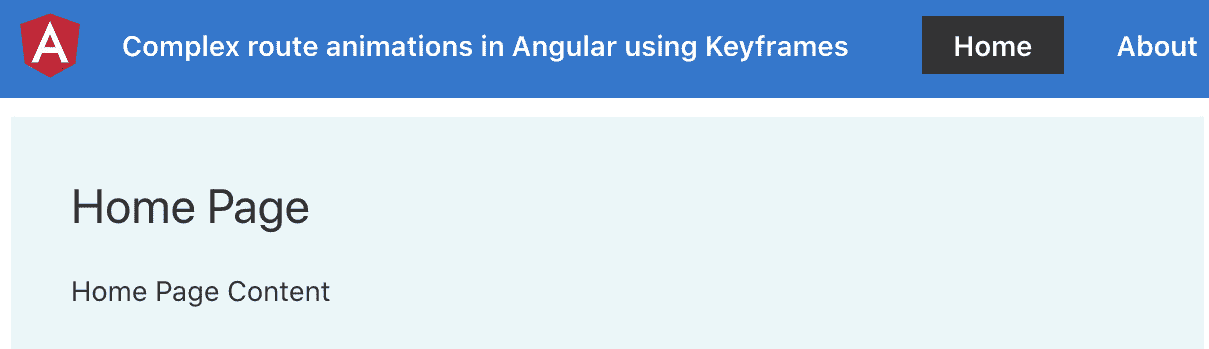 Complex route animations in Angular using Keyframes Home About
Home Page
Home Page Content